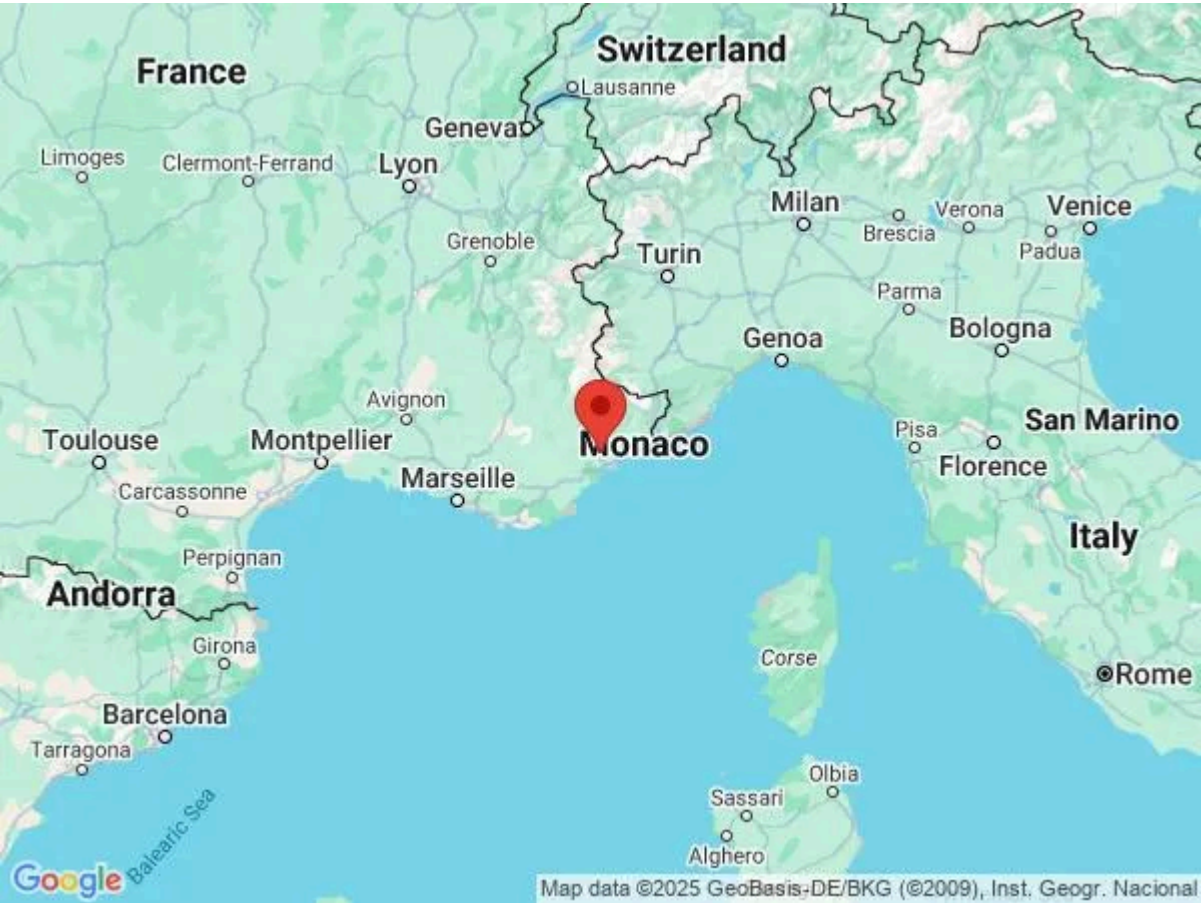 Switzerland
France
Lausanne
Geneva
Limoges
Clermont-Ferrand
Lyon
Milan
Verona
Venice
Brescia
Padua
Grenoble
Turin
Parma
Genoa
Bologna
Avignon
San Marino
Pisa
Toulouse
Montpellier
Monaco
Florence
Marseille
Carcassonne
Italy
Perpignan
Andorra
Girona
Corse
Rome
Barcelona
Tarragona
Olbia
Sassari
Balearic Sea
Alghero
Google
Map data ©2025 GeoBasis-DE/BKG (©2009), Inst. Geogr. Nacional